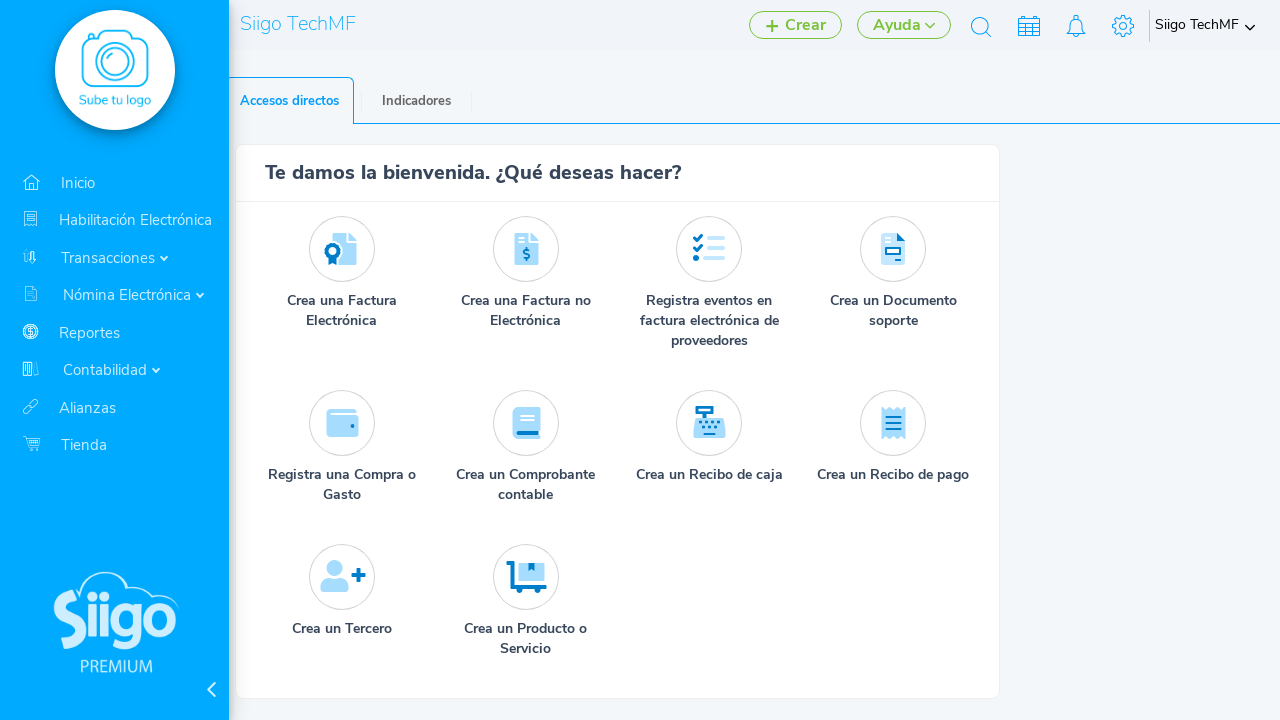 Sube tu logo
Inicio
Habilitación Electrónica
Transacciones
Nómina Electrónica
Reportes
Contabilidad
Alianzas
Tienda
Siigo
PREMIUM
Siigo TechMF
Crear
Ayuda
Siigo TechMF
Accesos directos
Indicadores
Te damos la bienvenida. ¿Qué deseas hacer?
Crea una Factura
Electrónica
Crea una Factura no
Electrónica
Registra eventos en
factura electrónica de
proveedores
Crea un Documento
soporte
Registra una Compra o
Gasto
Crea un Comprobante
contable
Crea un Recibo de caja
Crea un Recibo de pago
Crea un Tercero
Crea un Producto o
Servicio